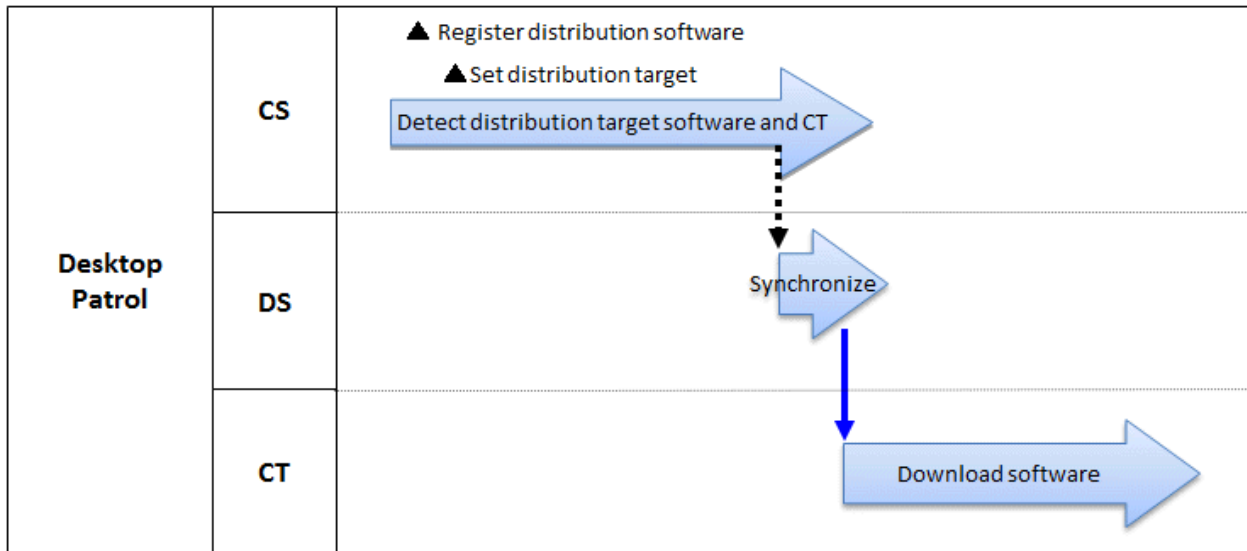 ▲ Register distribution software
▲ Set distribution target
CS
Detect distribution target software and CT
Desktop
Patrol
DS
Synchronize
CT
Download software